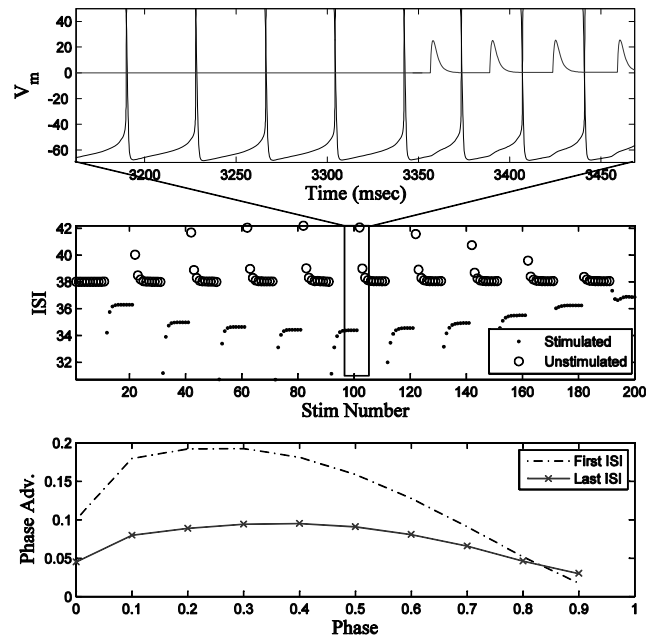 40
20
0
-20
-40
-60
V_m
3200 3250 3300 3350 3400 3450
Time (msec)
42
40
38
36
34
32
ISI
Stimulated
Unstimulated
20 40 60 80 100 120 140 160 180 200
Stim Number
0.2
0.15
0.1
0.05
0
Phase Adv.
First ISI
Last ISI
0 0.1 0.2 0.3 0.4 0.5 0.6 0.7 0.8 0.9 1
Phase